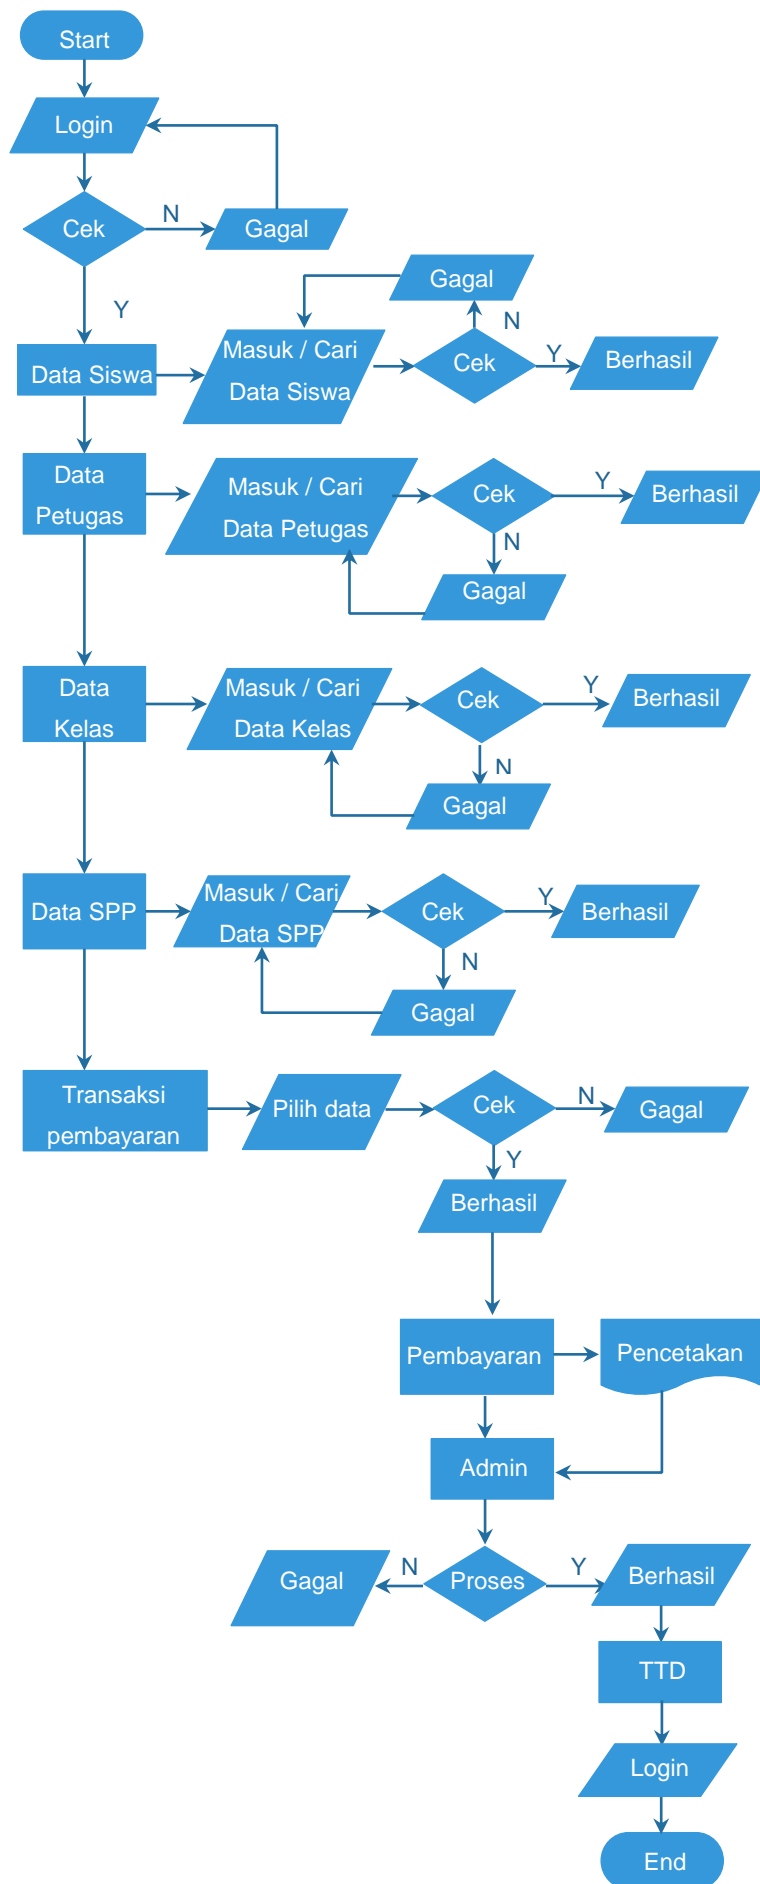 Start
Login
Cek
N
Gagal
Y
Gagal
N
Data Siswa
Masuk / Cari
Data Siswa
Cek
Y
Berhasil
Data
Petugas
Masuk / Cari
Data Petugas
Cek
Y
Berhasil
N
Gagal
Data
Kelas
Masuk / Cari
Data Kelas
Cek
Y
Berhasil
N
Gagal
Data SPP
Masuk / Cari
Data SPP
Cek
Y
Berhasil
N
Gagal
Transaksi
pembayaran
Pilih data
Cek
N
Gagal
Y
Berhasil
Pembayaran
Pencetakan
Admin
Gagal
N
Proses
Y
Berhasil
TTD
Login
End